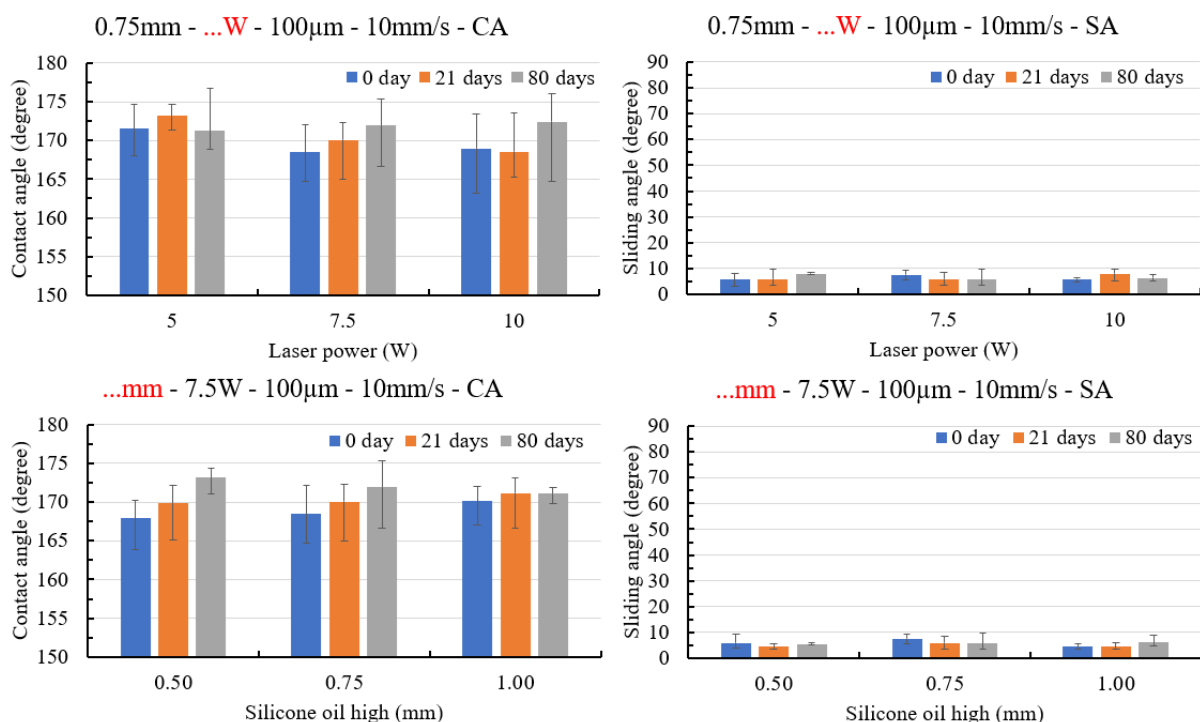 0.75mm - ...W - 100µm - 10mm/s - CA
Contact angle (degree)
180
175
170
165
160
155
150
0 day 21 days 80 days
5 7.5 10
Laser power (W)
0.75mm - ...W - 100µm - 10mm/s - SA
Sliding angle (degree)
90
80
70
60
50
40
30
20
10
0
0 day 21 days 80 days
5 7.5 10
Laser power (W)
...mm - 7.5W - 100µm - 10mm/s - CA
Contact angle (degree)
180
175
170
165
160
155
150
0 day 21 days 80 days
0.50 0.75 1.00
Silicone oil high (mm)
...mm - 7.5W - 100µm - 10mm/s - SA
Sliding angle (degree)
90
80
70
60
50
40
30
20
10
0
0 day 21 days 80 days
0.50 0.75 1.00
Silicone oil high (mm)